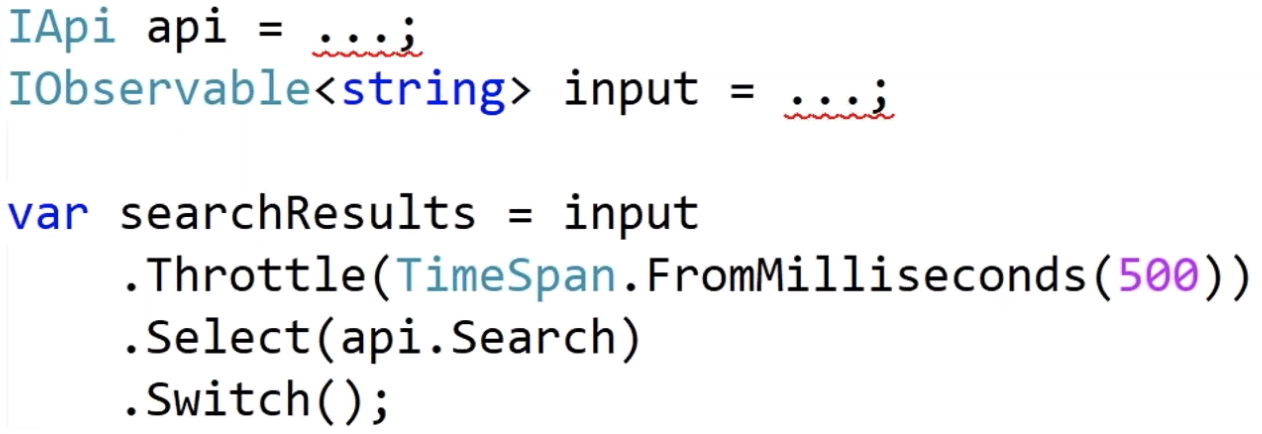 IApi api = ...;
IObservable<string> input = ...;
var searchResults = input
.Throttle(TimeSpan.FromMilliseconds(500))
.Select(api.Search)
.Switch();